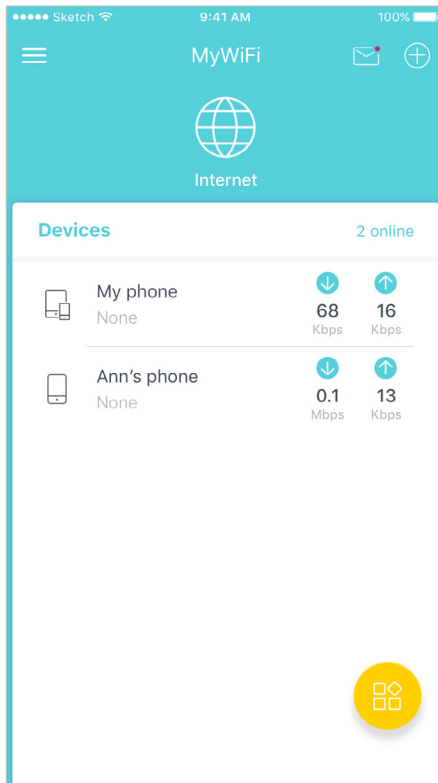 Sketch 9:41 AM 100%
MyWiFi
Internet
Devices 2 online
My phone
None
68 16
Kbps Kbps
Ann's phone
None
0.1 13
Mbps Kbps